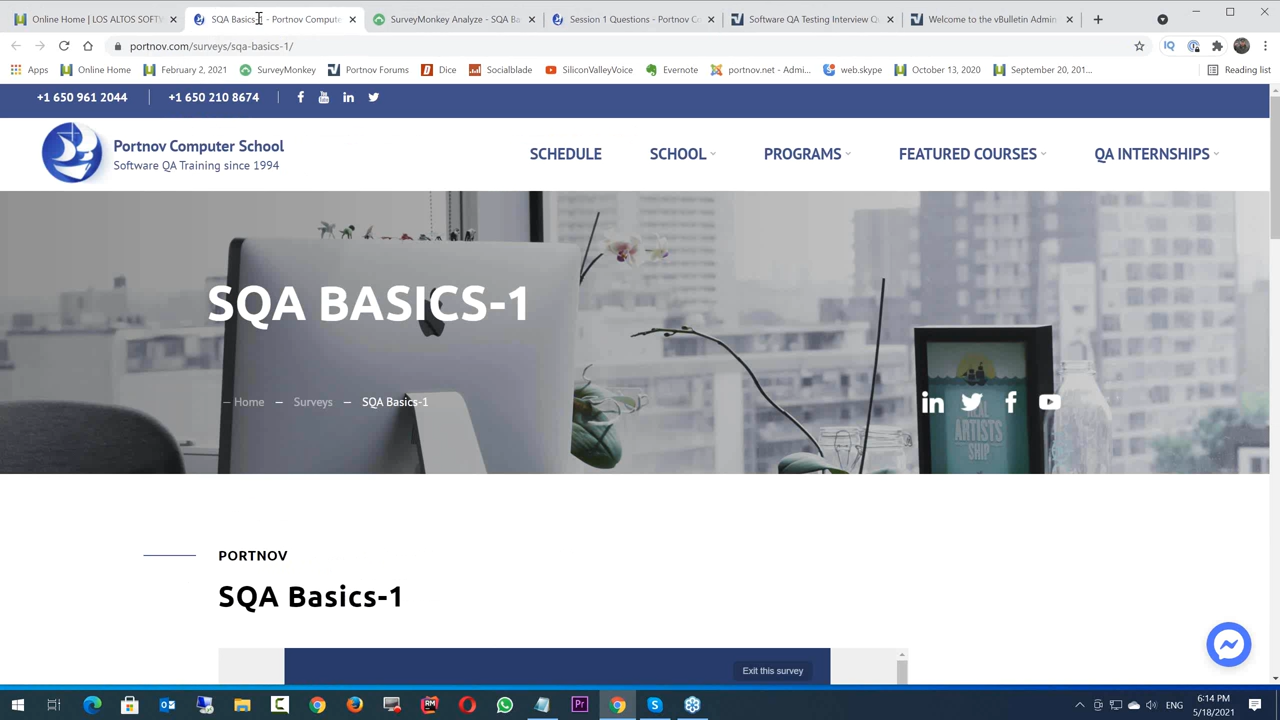 Online Home | LOS ALTOS SOFTW
SQA Basics-1 - Portnov Compute
SurveyMonkey Analyze - SQA Ba
Session 1 Questions - Portnov Co
Software QA Testing Interview Q
Welcome to the vBulletin Admin
portnov.com/surveys/sqa-basics-1/
IQ
Apps
Online Home
February 2, 2021
SurveyMonkey
Portnov Forums
Dice
Socialblade
SiliconValleyVoice
Evernote
portnov.net - Admi...
web.skype
October 13, 2020
September 20, 201...
Reading list
+1 650 961 2044
+1 650 210 8674
Portnov Computer School
Software QA Training since 1994
SCHEDULE
SCHOOL
PROGRAMS
FEATURED COURSES
QA INTERNSHIPS
SQA BASICS-1
REAL
ARTISTS
SHIP
– Home – Surveys – SQA Basics-1
PORTNOV
SQA Basics-1
Exit this survey
ENG
6:14 PM
5/18/2021